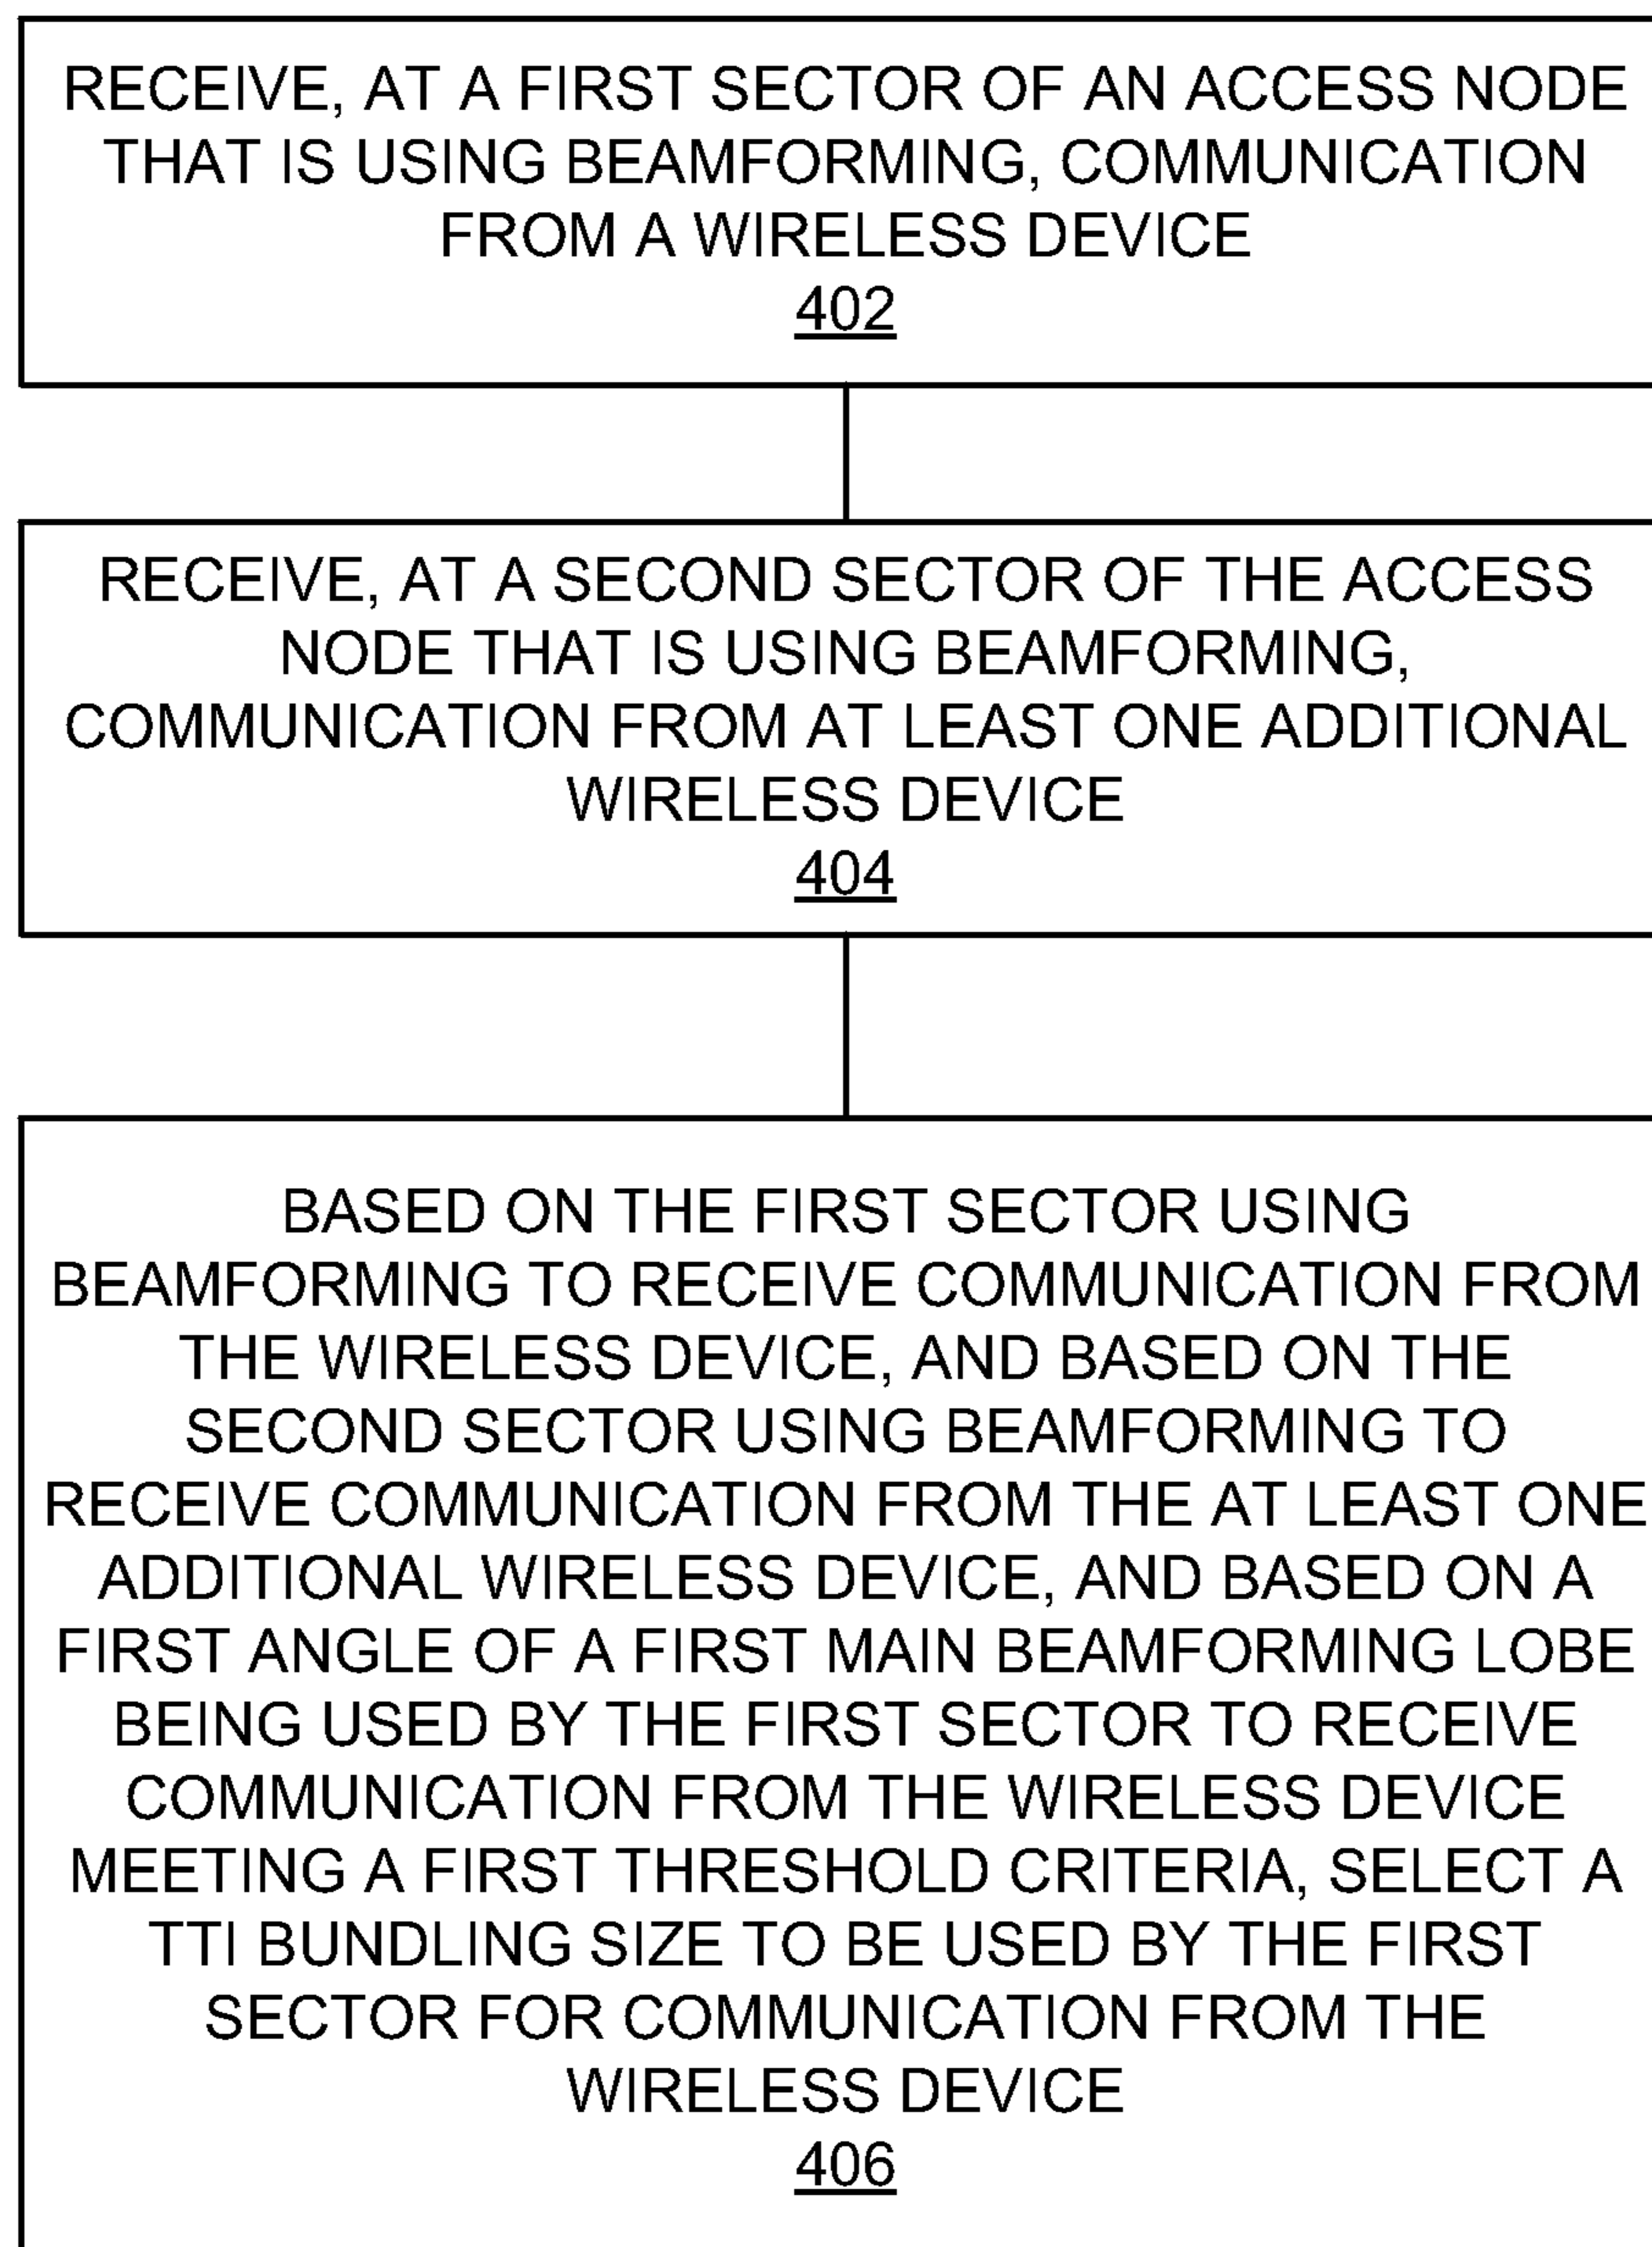 RECEIVE, AT A FIRST SECTOR OF AN ACCESS NODE
THAT IS USING BEAMFORMING, COMMUNICATION
FROM A WIRELESS DEVICE
402
RECEIVE, AT A SECOND SECTOR OF THE ACCESS
NODE THAT IS USING BEAMFORMING,
COMMUNICATION FROM AT LEAST ONE ADDITIONAL
WIRELESS DEVICE
404
BASED ON THE FIRST SECTOR USING
BEAMFORMING TO RECEIVE COMMUNICATION FROM
THE WIRELESS DEVICE, AND BASED ON THE
SECOND SECTOR USING BEAMFORMING TO
RECEIVE COMMUNICATION FROM THE AT LEAST ONE
ADDITIONAL WIRELESS DEVICE, AND BASED ON A
FIRST ANGLE OF A FIRST MAIN BEAMFORMING LOBE
BEING USED BY THE FIRST SECTOR TO RECEIVE
COMMUNICATION FROM THE WIRELESS DEVICE
MEETING A FIRST THRESHOLD CRITERIA, SELECT A
TTI BUNDLING SIZE TO BE USED BY THE FIRST
SECTOR FOR COMMUNICATION FROM THE
WIRELESS DEVICE
406